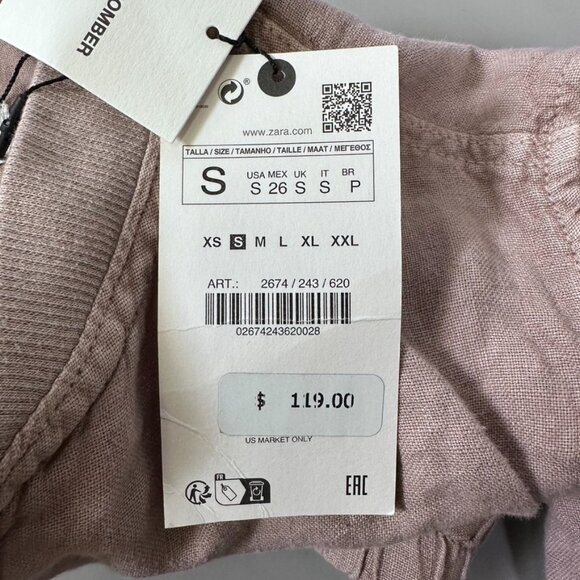 OMBER
www.zara.com
TALLA / SIZE / TAMANHO / TAILLE / MAAT / ΜΕΓΕΘΟΣ
S
USA MEX UK IT BR
S 26 S S P
XS S M L XL XXL
ART.: 2674 / 243 / 620
02674243620028
$ 119.00
US MARKET ONLY
FR
EAC